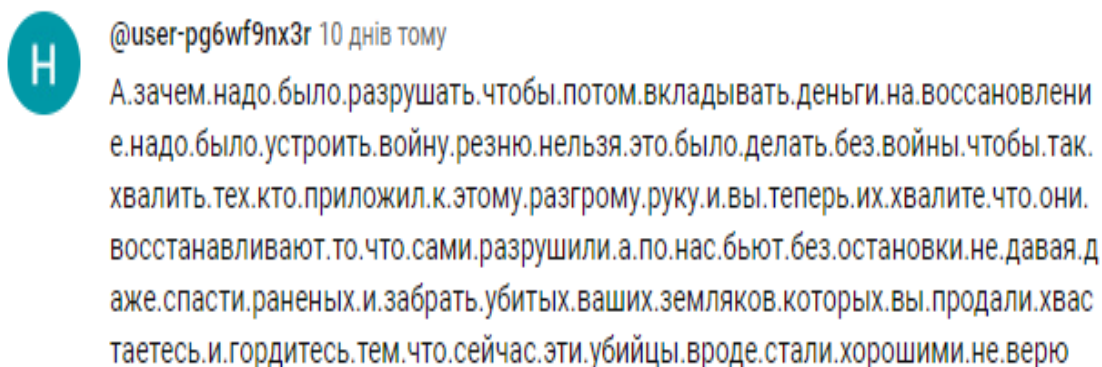 Н
@user-pg6wf9nx3r 10 днів тому
А.зачем.надо.было.разрушать.чтобы.потом.вкладывать.деньги.на.воссановлени
е.надо.было.устроить.войну.резню.нельзя.это.было.делать.без.войны.чтобы.так.
хвалить.тех.кто.приложил.к.этому.разгрому.руку.и.вы.теперь.их.хвалите.что.они.
восстанавливают.то.что.сами.разрушили.а.по.нас.бьют.без.остановки.не.давая.д
аже.спасти.раненых.и.забрать.убитых.ваших.земляков.которых.вы.продали.хвас
таетесь.и.гордитесь.тем.что.сейчас.эти.убийцы.вроде.стали.хорошими.не.верю